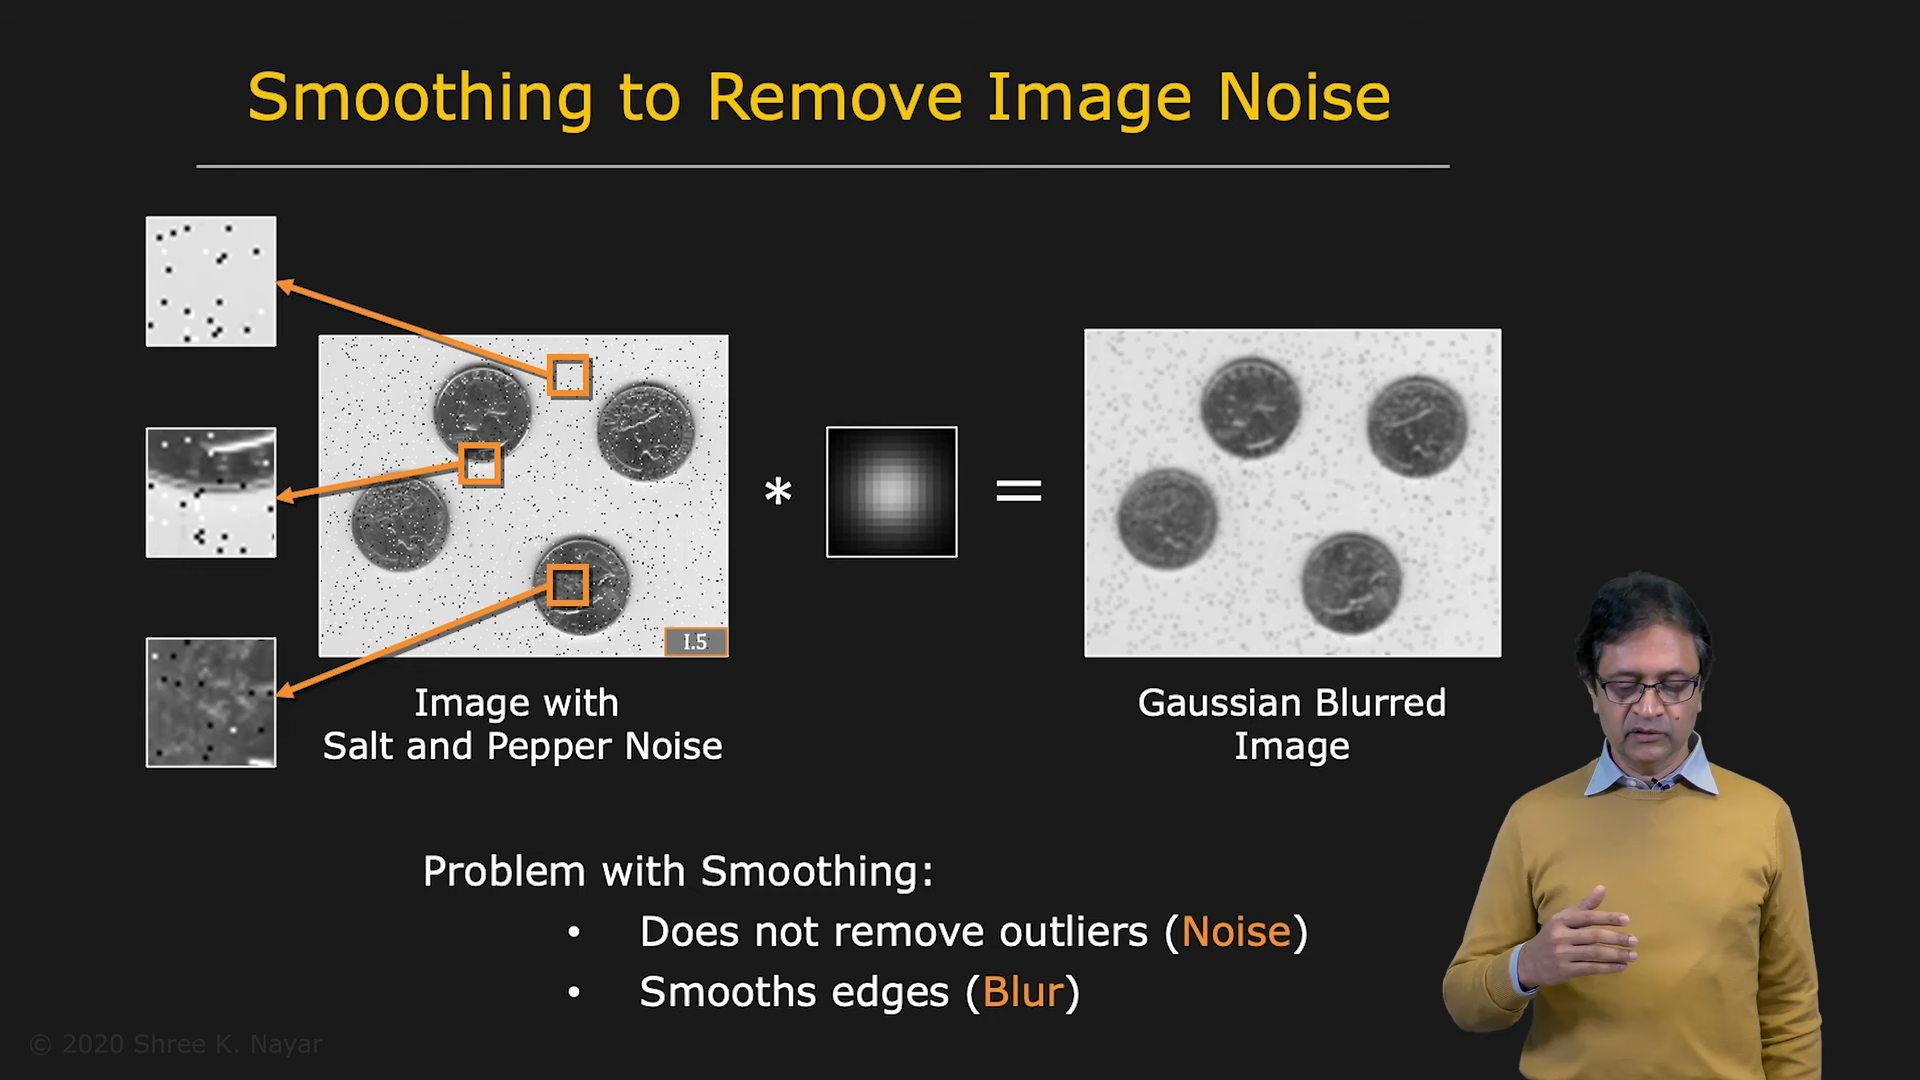 Smoothing to Remove Image Noise
I.5
* =
Image with
Salt and Pepper Noise
Gaussian Blurred
Image
Problem with Smoothing:
• Does not remove outliers (Noise)
• Smooths edges (Blur)
© 2020 Shree K. Nayar